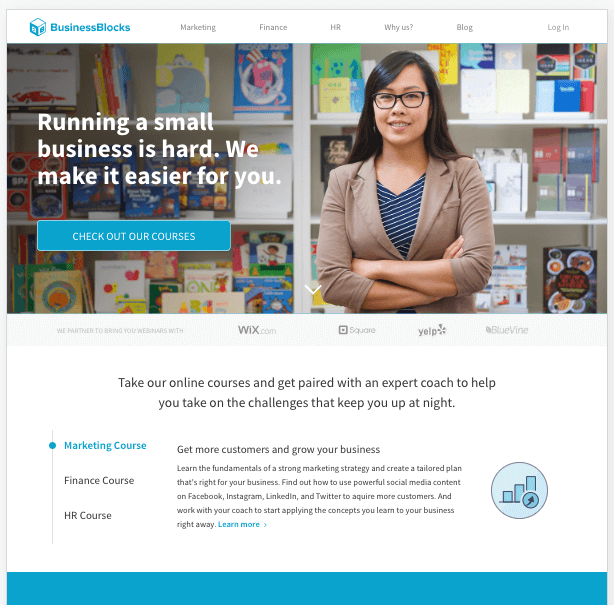 BusinessBlocks
Marketing Finance HR Why us? Blog Log In
Running a small
business is hard. We
make it easier for you.
CHECK OUT OUR COURSES
WE PARTNER TO BRING YOU WEBINARS WITH
WiX.com Square yelp BlueVine
Take our online courses and get paired with an expert coach to help
you take on the challenges that keep you up at night.
Marketing Course
Finance Course
HR Course
Get more customers and grow your business
Learn the fundamentals of a strong marketing strategy and create a tailored plan
that's right for your business. Find out how to use powerful social media content
on Facebook, Instagram, LinkedIn, and Twitter to aquire more customers. And
work with your coach to start applying the concepts you learn to your business
right away. Learn more ›